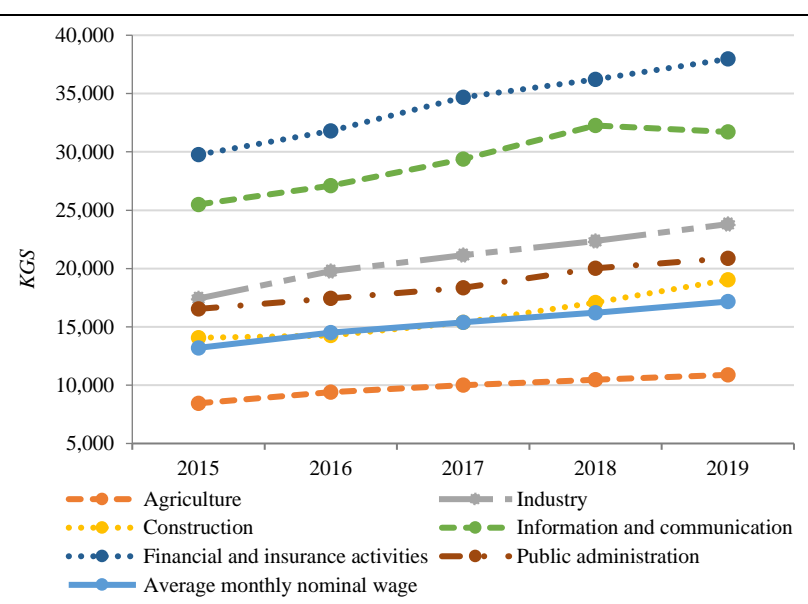 40,000
35,000
30,000
25,000
20,000
15,000
10,000
5,000
KGS
2015 2016 2017 2018 2019
Agriculture Industry
Construction Information and communication
Financial and insurance activities Public administration
Average monthly nominal wage